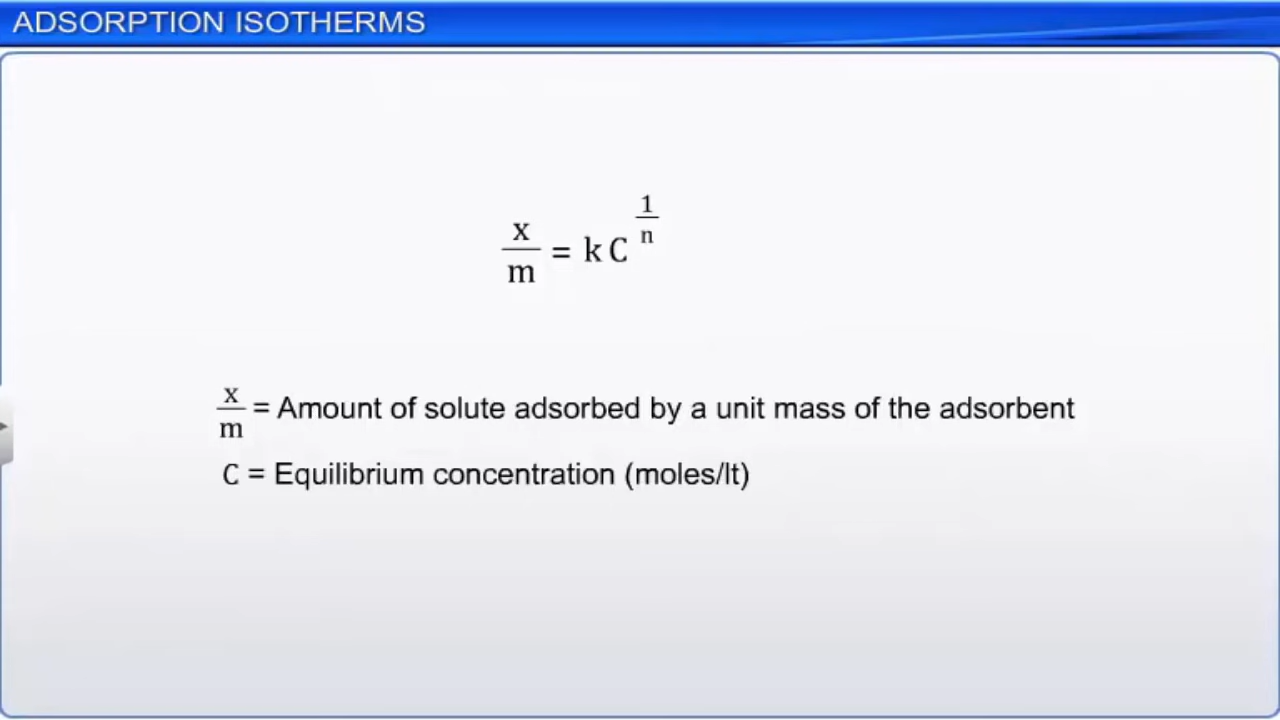 ADSORPTION ISOTHERMS
x/m = k C^(1/n)
x/m = Amount of solute adsorbed by a unit mass of the adsorbent
C = Equilibrium concentration (moles/lt)